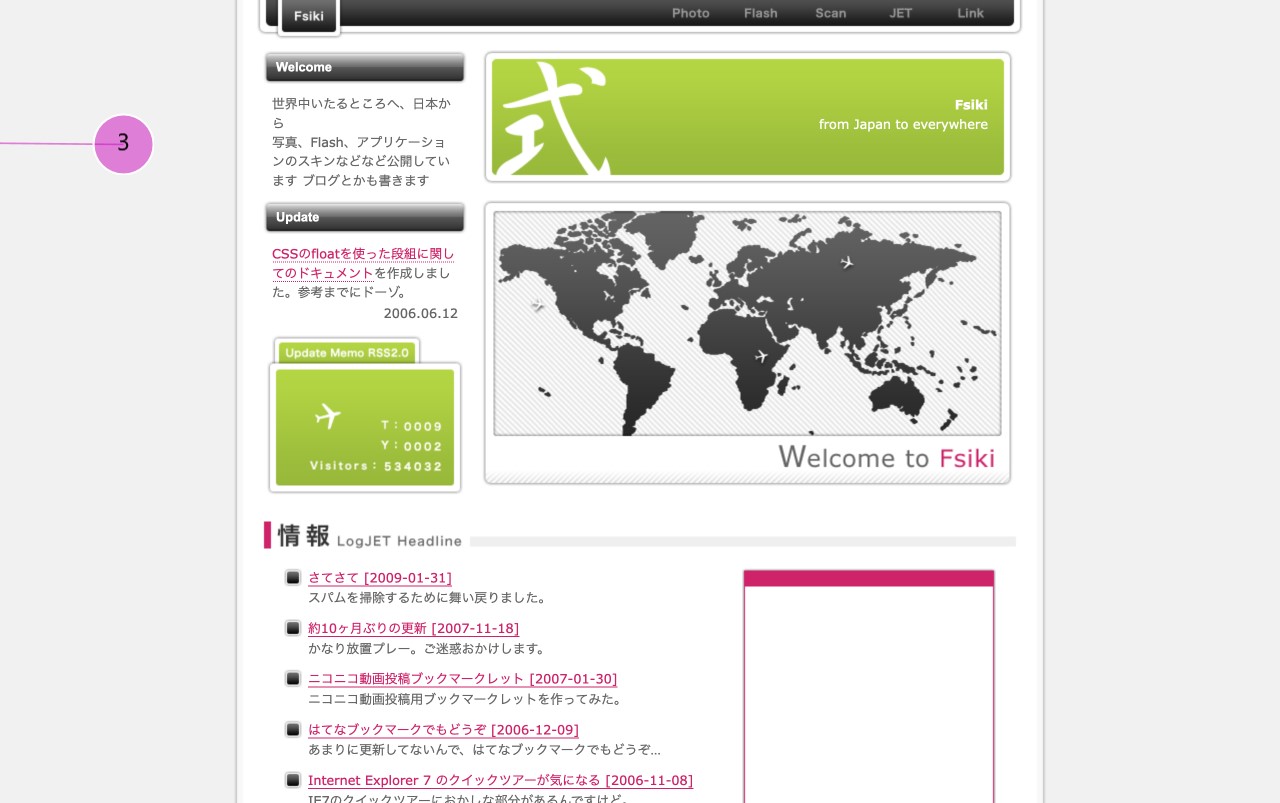 Fsiki
Photo Flash Scan JET Link
Welcome
世界中いたるところへ、日本か
ら
写真、Flash、アプリケーショ
ンのスキンなどなど公開してい
ます ブログとかも書きます
式
Fsiki
from Japan to everywhere
3
Update
CSSのfloatを使った段組に関し
てのドキュメントを作成しまし
た。参考までにドーゾ。
2006.06.12
Update Memo RSS2.0
T：0009
Y：0002
Visitors：534032
Welcome to Fsiki
情報 LogJET Headline
さてさて [2009-01-31]
スパムを掃除するために舞い戻りました。
約10ヶ月ぶりの更新 [2007-11-18]
かなり放置プレー。ご迷惑おかけします。
ニコニコ動画投稿ブックマークレット [2007-01-30]
ニコニコ動画投稿用ブックマークレットを作ってみた。
はてなブックマークでもどうぞ [2006-12-09]
あまりに更新してないんで、はてなブックマークでもどうぞ...
Internet Explorer 7 のクイックツアーが気になる [2006-11-08]
IE7のクイックツアーにおかしな部分があるんですけど。